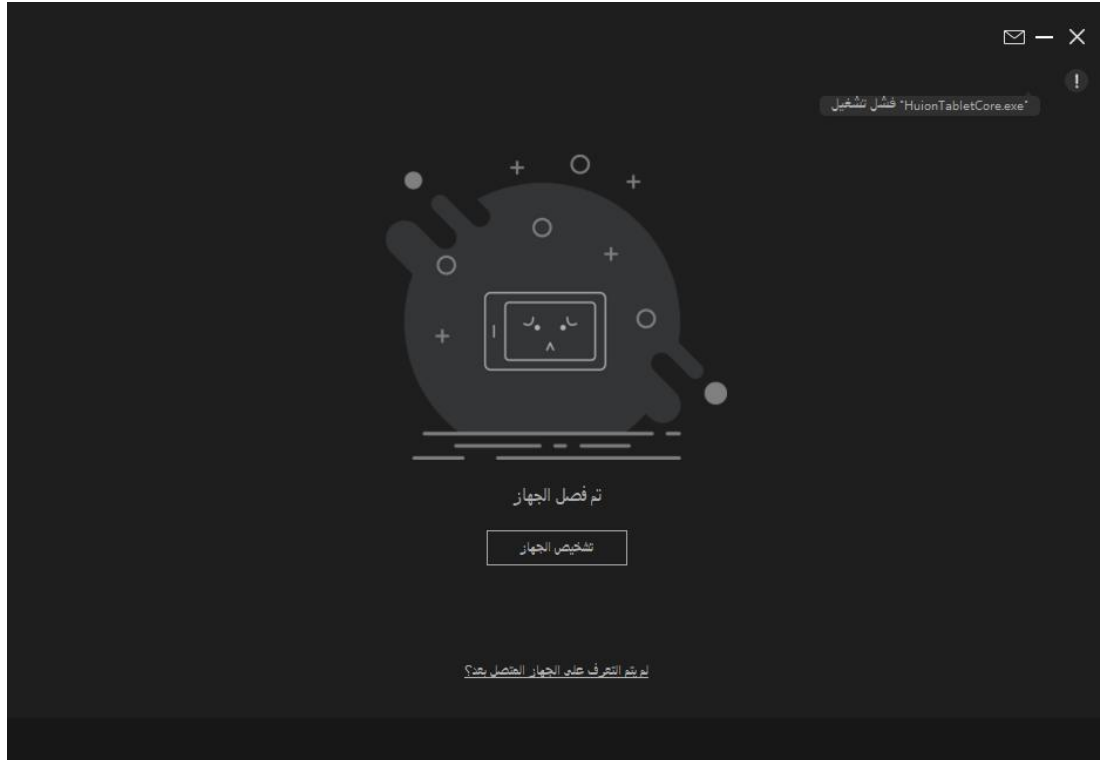 فشل تشغيل "HuionTabletCore.exe"
تم فصل الجهاز
تشخيص الجهاز
لم يتم التعرف على الجهاز المتصل بعد؟